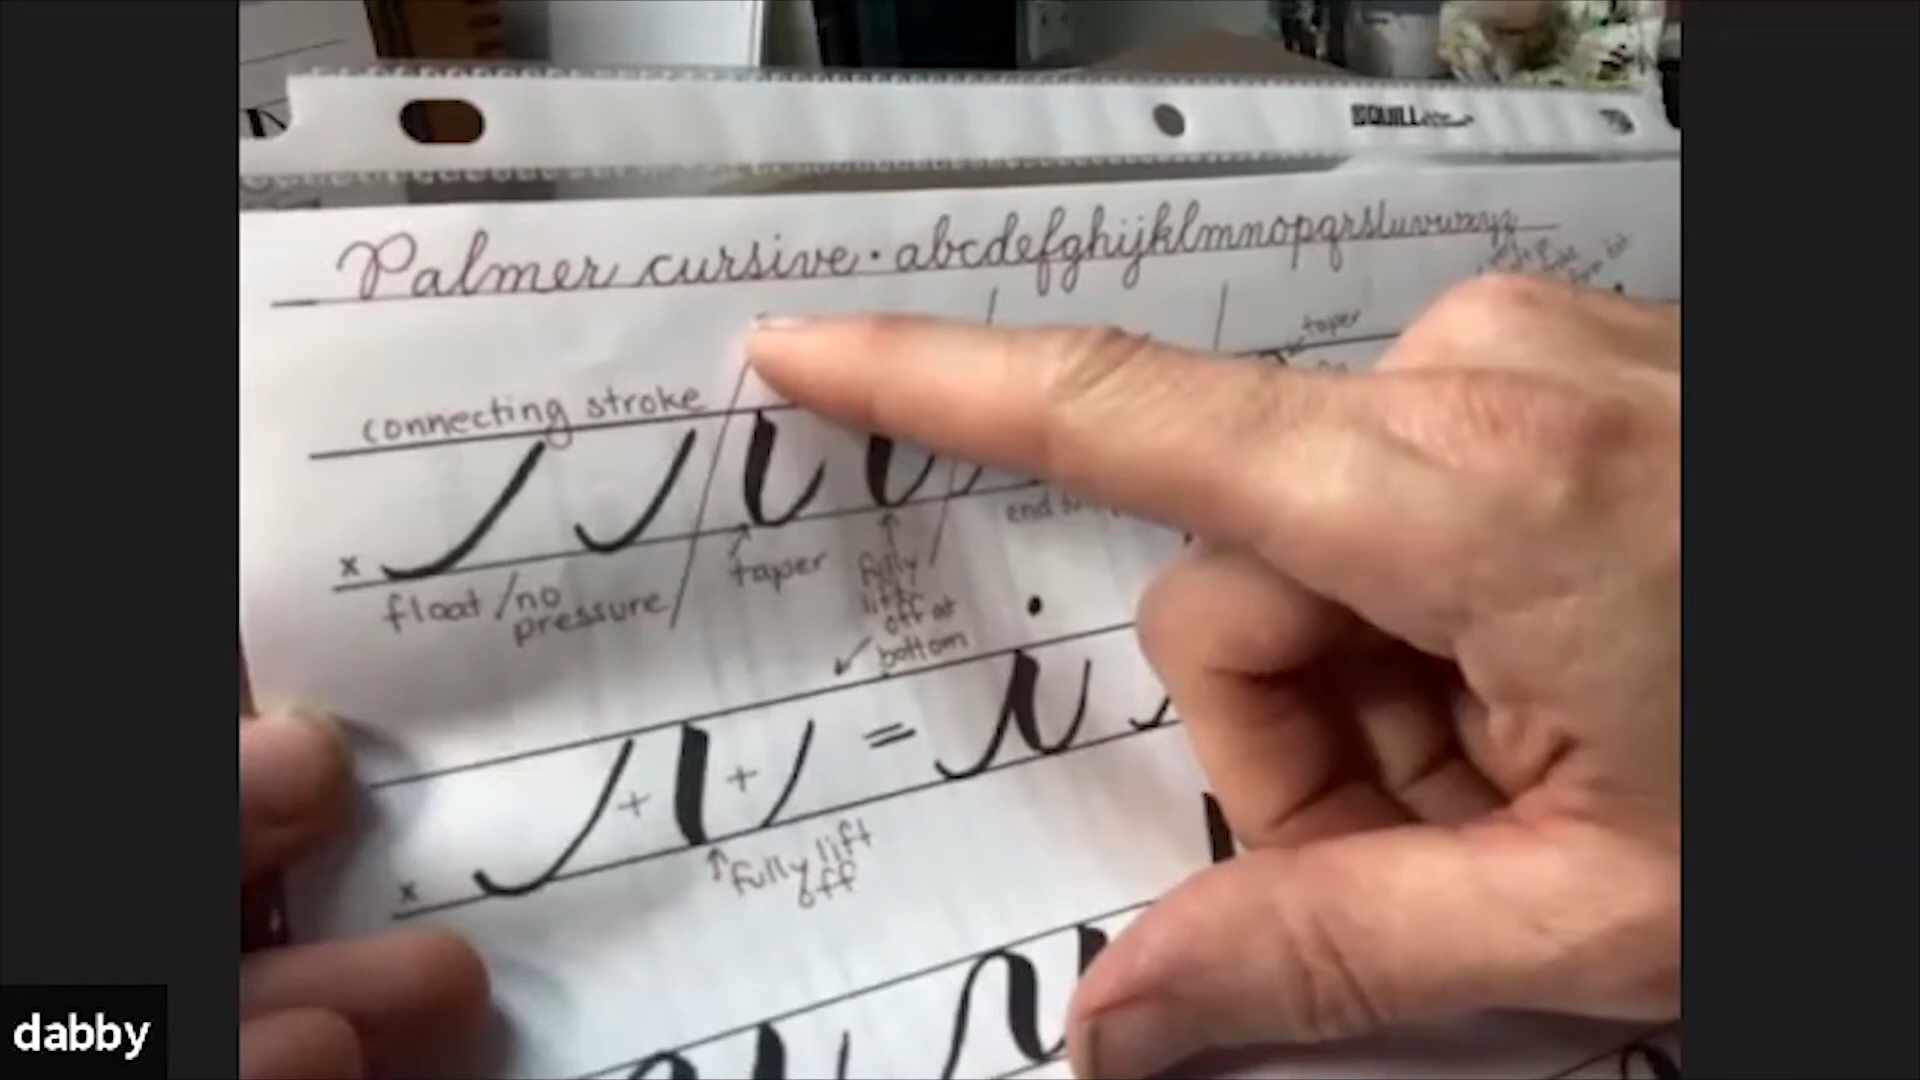 Palmer cursive · abcdefghijklmnopqrstuvwxyz
taper
connecting stroke
x
float/no pressure
taper
fully lift off at bottom
end
+ + =
x
fully lift off
dabby